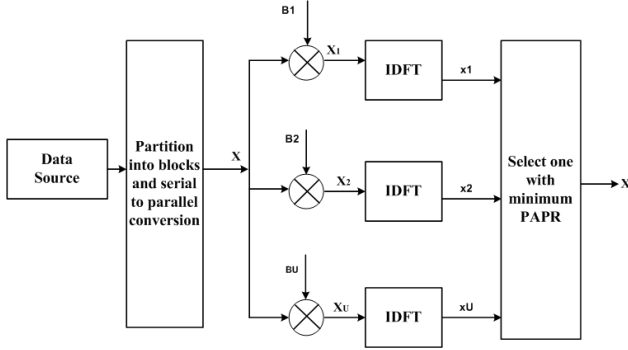 B1
X1
IDFT
x1
Data
Source
Partition
into blocks
and serial
to parallel
conversion
X
B2
X2
IDFT
x2
Select one
with
minimum
PAPR
X
BU
XU
IDFT
xU